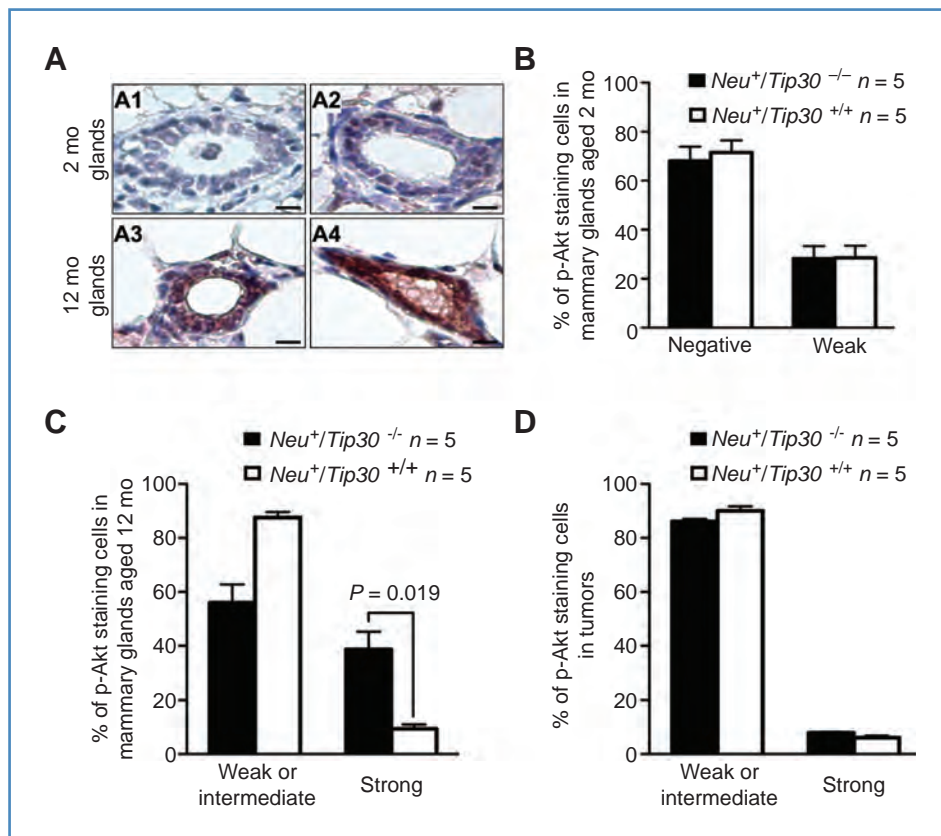 A
A1
A2
2 mo
glands
A3
A4
12 mo
glands
B
Neu+/Tip30 –/– n = 5
Neu+/Tip30 +/+ n = 5
% of p-Akt staining cells in
mammary glands aged 2 mo
100
80
60
40
20
0
Negative
Weak
C
Neu+/Tip30 -/- n = 5
Neu+/Tip30 +/+ n = 5
% of p-Akt staining cells in
mammary glands aged 12 mo
100
80
60
40
20
0
P = 0.019
Weak or
intermediate
Strong
D
Neu+/Tip30 -/- n = 5
Neu+/Tip30 +/+ n = 5
% of p-Akt staining cells
in tumors
100
80
60
40
20
0
Weak or
intermediate
Strong